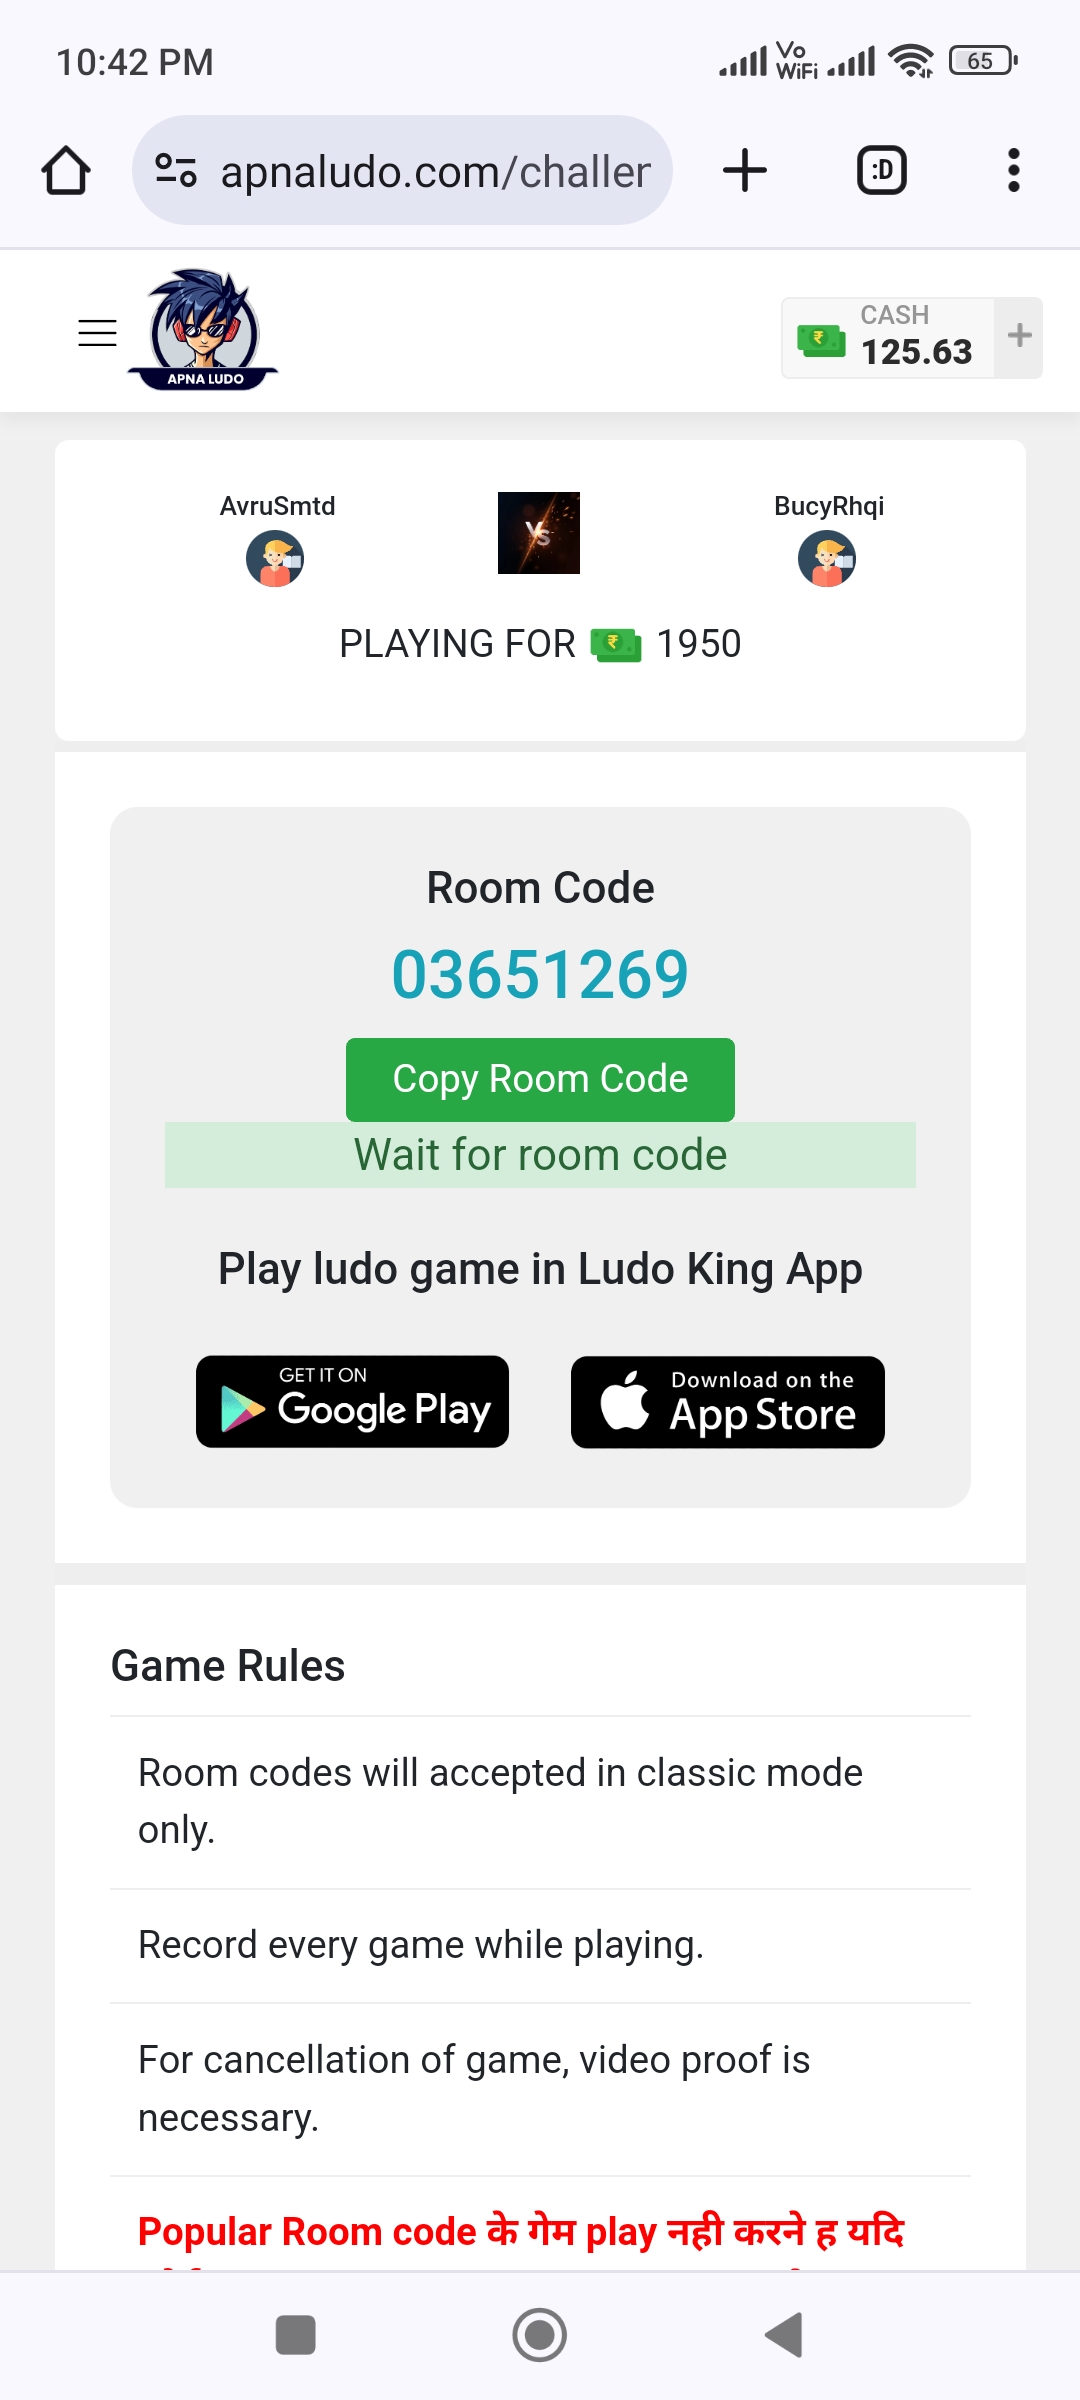 10:42 PM
Vo
WiFi
65
apnaludo.com/challer
:D
APNA LUDO
CASH
125.63
AvruSmtd
VS
BucyRhqi
PLAYING FOR 1950
Room Code
03651269
Copy Room Code
Wait for room code
Play ludo game in Ludo King App
GET IT ON
Google Play
Download on the
App Store
Game Rules
Room codes will accepted in classic mode
only.
Record every game while playing.
For cancellation of game, video proof is
necessary.
Popular Room code के गेम play नही करने ह यदि